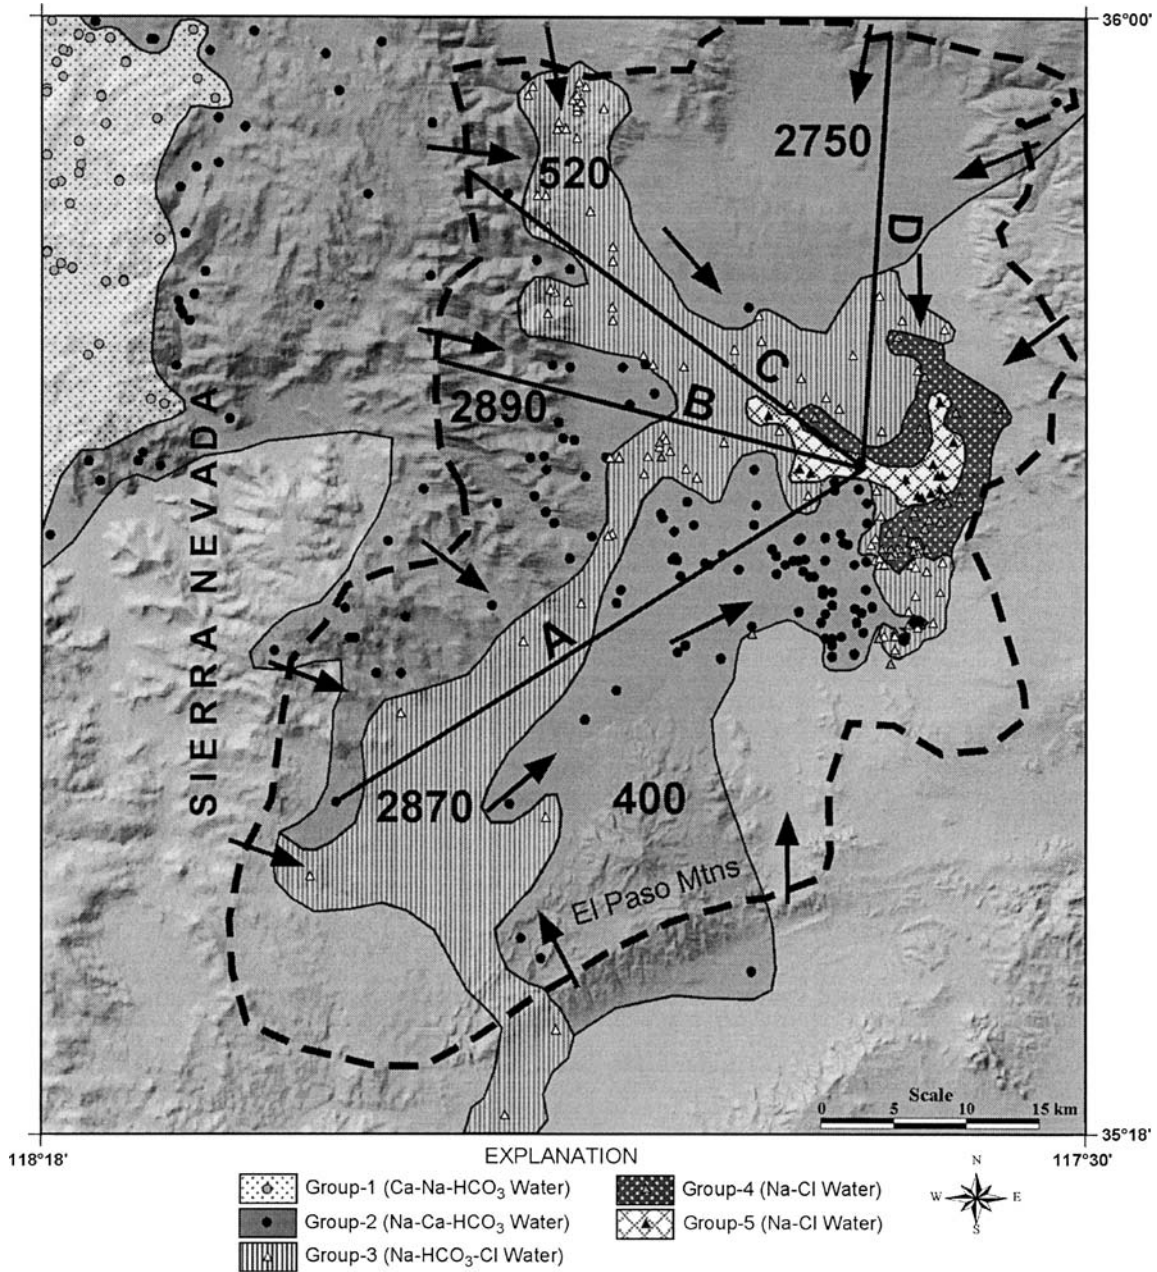 36°00'
2750
520
D
C
B
2890
SIERRA NEVADA
A
2870
400
El Paso Mtns
Scale
0 5 10 15 km
35°18'
118°18'
117°30'
EXPLANATION
Group-1 (Ca-Na-HCO₃ Water)
Group-4 (Na-Cl Water)
Group-2 (Na-Ca-HCO₃ Water)
Group-5 (Na-Cl Water)
Group-3 (Na-HCO₃-Cl Water)
N
W E
S